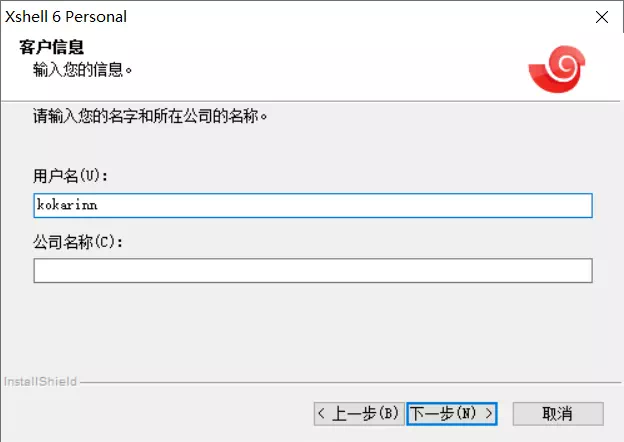 Xshell 6 Personal
客户信息
输入您的信息。
请输入您的名字和所在公司的名称。
用户名(U):
kokarinn
公司名称(C):
InstallShield
< 上一步(B) 下一步(N) > 取消